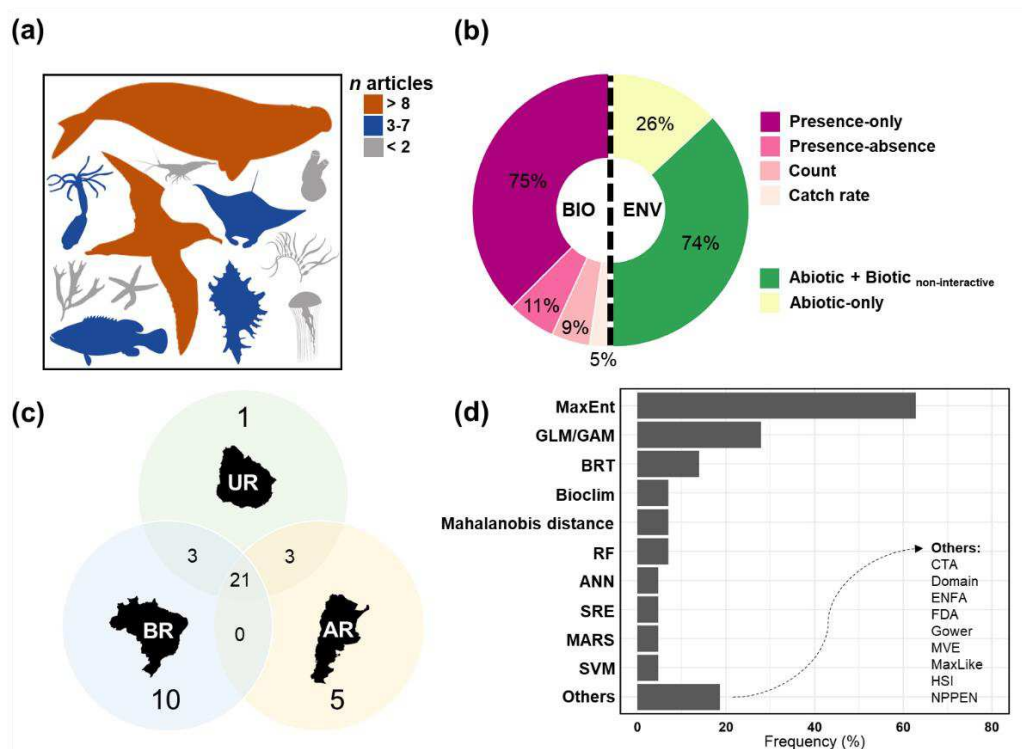 (a)
n articles
> 8
3-7
< 2
(b)
26%
75%
BIO
ENV
74%
11%
9%
5%
Presence-only
Presence-absence
Count
Catch rate
Abiotic + Biotic non-interactive
Abiotic-only
(c)
1
UR
3
3
21
BR
0
AR
10
5
(d)
MaxEnt
GLM/GAM
BRT
Bioclim
Mahalanobis distance
RF
ANN
SRE
MARS
SVM
Others
Others:
CTA
Domain
ENFA
FDA
Gower
MVE
MaxLike
HSI
NPPEN
0
20
40
60
80
Frequency (%)